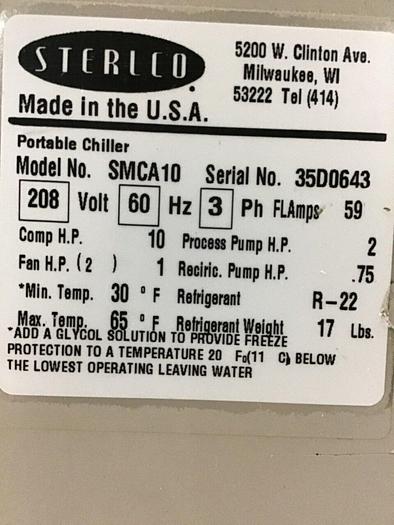 STERLCO
5200 W. Clinton Ave.
Milwaukee, WI
53222 Tel (414)
Made in the U.S.A.
Portable Chiller
Model No. SMCA10 Serial No. 35D0643
208 Volt 60 Hz 3 Ph FLAmps 59
Comp H.P. 10 Process Pump H.P. 2
Fan H.P. (2 ) 1 Reciric. Pump H.P. .75
*Min. Temp. 30 ° F Refrigerant R-22
Max. Temp. 65 ° F Refrigerant Weight 17 Lbs.
*ADD A GLYCOL SOLUTION TO PROVIDE FREEZE
PROTECTION TO A TEMPERATURE 20 F₀(11 C) BELOW
THE LOWEST OPERATING LEAVING WATER